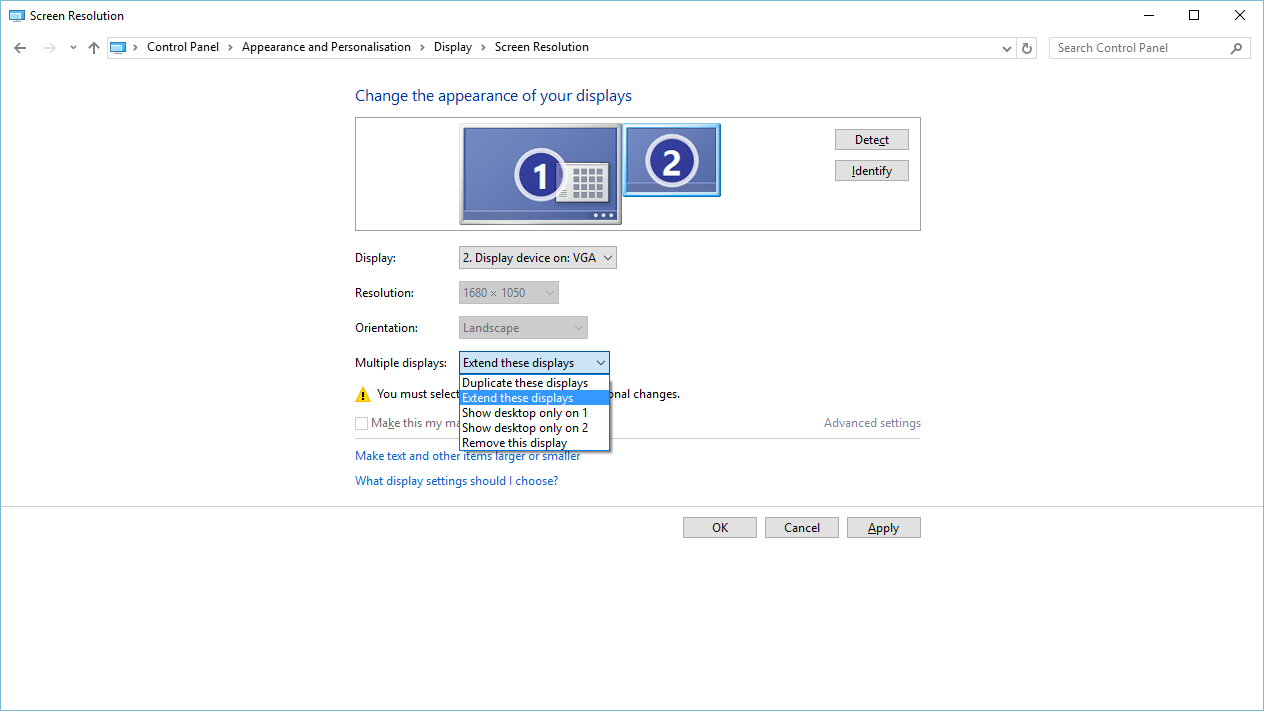 Screen Resolution
Control Panel > Appearance and Personalisation > Display > Screen Resolution
Search Control Panel
Change the appearance of your displays
1
2
Detect
Identify
Display: 2. Display device on: VGA
Resolution: 1680 × 1050
Orientation: Landscape
Multiple displays: Extend these displays
Duplicate these displays
Extend these displays
Show desktop only on 1
Show desktop only on 2
Remove this display
You must select onal changes.
Make this my ma
Advanced settings
Make text and other items larger or smaller
What display settings should I choose?
OK Cancel Apply